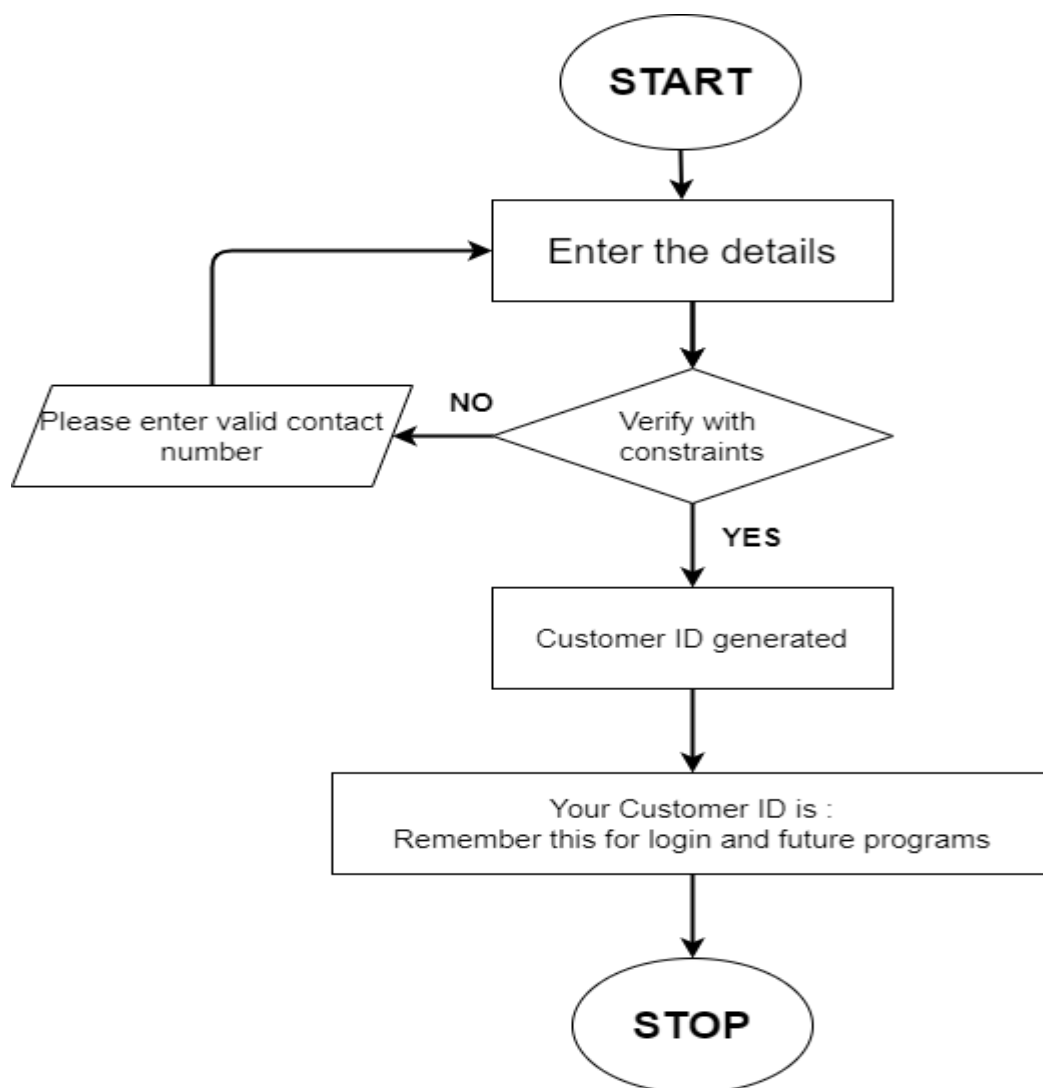 START
Enter the details
Verify with
constraints
NO
Please enter valid contact
number
YES
Customer ID generated
Your Customer ID is :
Remember this for login and future programs
STOP